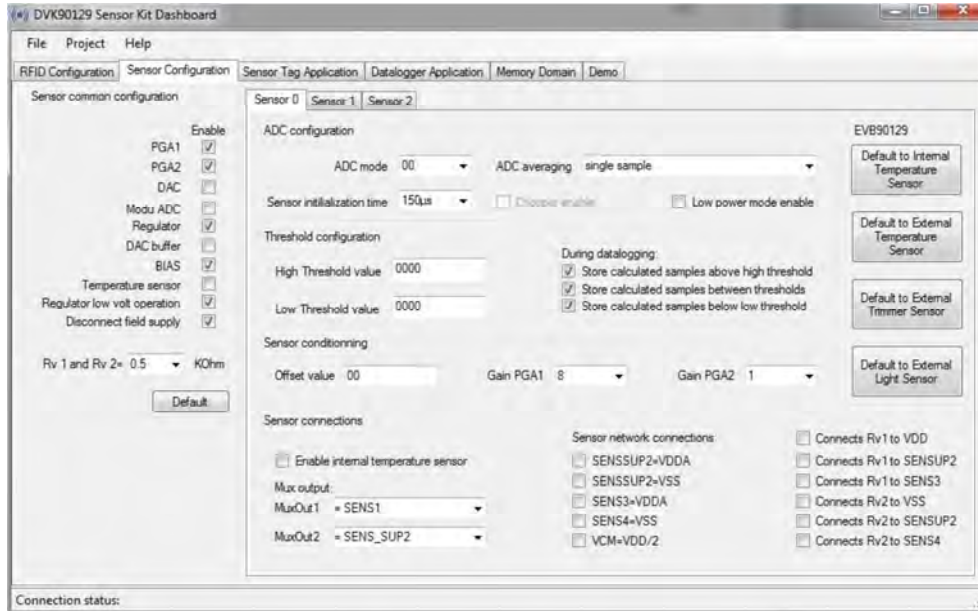 DVK90129 Sensor Kit Dashboard
File Project Help
RFID Configuration Sensor Configuration Sensor Tag Application Datalogger Application Memory Domain Demo
Sensor common configuration
Enable
PGA1
PGA2
DAC
Modu ADC
Regulator
DAC buffer
BIAS
Temperature sensor
Regulator low volt operation
Disconnect field supply
Rv 1 and Rv 2= 0.5 KOhm
Default
Sensor 0 Sensor 1 Sensor 2
ADC configuration
ADC mode 00 ADC averaging single sample
Sensor intilialization time 150µs Chopper enable Low power mode enable
Threshold configuration
High Threshold value 0000
Low Threshold value 0000
During datalogging:
Store calculated samples above high threshold
Store calculated samples between thresholds
Store calculated samples below low threshold
Sensor conditionning
Offset value 00 Gain PGA1 8 Gain PGA2 1
Sensor connections
Enable internal temperature sensor
Mux output:
MuxOut1 = SENS1
MuxOut2 = SENS_SUP2
Sensor network connections
SENSSUP2=VDDA
SENSSUP2=VSS
SENS3=VDDA
SENS4=VSS
VCM=VDD/2
Connects Rv1 to VDD
Connects Rv1 to SENSUP2
Connects Rv1 to SENS3
Connects Rv2 to VSS
Connects Rv2 to SENSUP2
Connects Rv2 to SENS4
EVB90129
Default to Internal
Temperature
Sensor
Default to External
Temperature
Sensor
Default to External
Trimmer Sensor
Default to External
Light Sensor
Connection status: